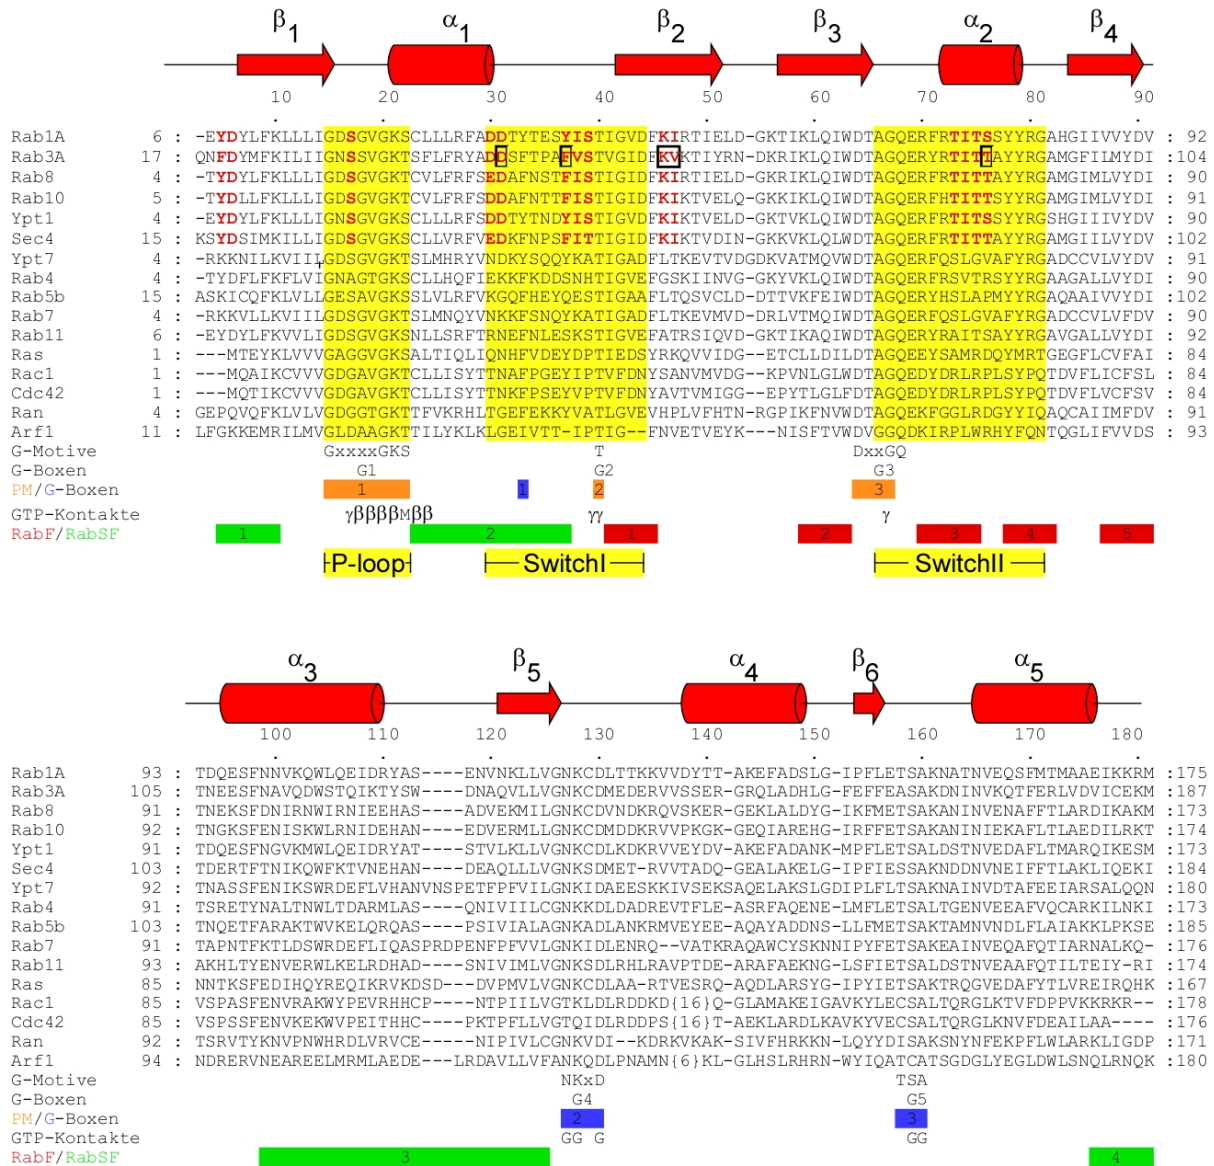 β1 α1 β2 β3 α2 β4
10 20 30 40 50 60 70 80 90
Rab1A 6 : -EYDYLFKLLLIGDSGVGKSCLLLRFADDTYTESYISTIGVDFKIRTIELD-GKTIKLQIWDTAGQERFRTITSSYYRGAHGIIVVYDV : 92
Rab3A 17 : QNFDYMFKILIIGNSSVGKTSFLFRYADDSFTPAFVSTVGIDFKVKTIYRN-DKRIKLQIWDTAGQERYRTITTAYYRGAMGFILMYDI :104
Rab8 4 : -TYDYLFKLLLIGDSGVGKTCVLFRFSEDAFNSTFISTIGIDFKIRTIELD-GKRIKLQIWDTAGQERFRTITTAYYRGAMGIMLVYDI : 90
Rab10 5 : -TYDLLFKLLLIGDSGVGKTCVLFRFSDDAFNTTFISTIGIDFKIKTVELQ-GKKIKLQIWDTAGQERFHTITTSYYRGAMGIMLVYDI : 91
Ypt1 4 : -EYDYLFKLLLIGNSGVGKSCLLLRFSDDTYTNDYISTIGVDFKIKTVELD-GKTVKLQIWDTAGQERFRTITSSYYRGSHGIIIVYDV : 90
Sec4 15 : KSYDSIMKILLIGDSGVGKSCLLVRFVEDKFNPSFITTIGIDFKIKTVDIN-GKKVKLQLWDTAGQERFRTITTAYYRGAMGIILVYDV :102
Ypt7 4 : -RKKNILKVIILGDSGVGKTSLMHRYVNDKYSQQYKATIGADFLTKEVTVDGDKVATMQVWDTAGQERFQSLGVAFYRGADCCVLVYDV : 91
Rab4 4 : -TYDFLFKFLVIGNAGTGKSCLLHQFIEKKFKDDSNHTIGVEFGSKIINVG-GKYVKLQIWDTAGQERFRSVTRSYYRGAAGALLVYDI : 90
Rab5b 15 : ASKICQFKLVLLGESAVGKSSLVLRFVKGQFHEYQESTIGAAFLTQSVCLD-DTTVKFEIWDTAGQERYHSLAPMYYRGAQAAIVVYDI :102
Rab7 4 : -RKKVLLKVIILGDSGVGKTSLMNQYVNKKFSNQYKATIGADFLTKEVMVD-DRLVTMQIWDTAGQERFQSLGVAFYRGADCCVLVFDV : 90
Rab11 6 : -EYDYLFKVVLIGDSGVGKSNLLSRFTRNEFNLESKSTIGVEFATRSIQVD-GKTIKAQIWDTAGQERYRAITSAYYRGAVGALLVYDI : 92
Ras 1 : ---MTEYKLVVVGAGGVGKSALTIQLIQNHFVDEYDPTIEDSYRKQVVIDG--ETCLLDILDTAGQEEYSAMRDQYMRTGEGFLCVFAI : 84
Rac1 1 : ---MQAIKCVVVGDGAVGKTCLLISYTTNAFPGEYIPTVFDNYSANVMVDG--KPVNLGLWDTAGQEDYDRLRPLSYPQTDVFLICFSL : 84
Cdc42 1 : ---MQTIKCVVVGDGAVGKTCLLISYTTNKFPSEYVPTVFDNYAVTVMIGG--EPYTLGLFDTAGQEDYDRLRPLSYPQTDVFLVCFSV : 84
Ran 4 : GEPQVQFKLVLVGDGGTGKTTFVKRHLTGEFEKKYVATLGVEVHPLVFHTN-RGPIKFNVWDTAGQEKFGGLRDGYYIQAQCAIIMFDV : 91
Arf1 11 : LFGKKEMRILMVGLDAAGKTTILYKLKLGEIVTT-IPTIG--FNVETVEYK---NISFTVWDVGGQDKIRPLWRHYFQNTQGLIFVVDS : 93
G-Motive GxxxxGKS T DxxGQ
G-Boxen G1 G2 G3
PM/G-Boxen 1 1 2 3
GTP-Kontakte γββββMββ γγ γ
RabF/RabSF 1 2 1 2 3 4 5
P-loop SwitchI SwitchII
α3 β5 α4 β6 α5
100 110 120 130 140 150 160 170 180
Rab1A 93 : TDQESFNNVKQWLQEIDRYAS----ENVNKLLVGNKCDLTTKKVVDYTT-AKEFADSLG-IPFLETSAKNATNVEQSFMTMAAEIKKRM :175
Rab3A 105 : TNEESFNAVQDWSTQIKTYSW----DNAQVLLVGNKCDMEDERVVSSER-GRQLADHLG-FEFFEASAKDNINVKQTFERLVDVICEKAM :187
Rab8 91 : TNEKSFDNIRNWIRNIEEHAS----ADVEKMILGNKCDVNDKRQVSKER-GEKLALDYG-IKFMETSAKANINVENAFFTLARDIKAKM :173
Rab10 92 : TNGKSFENISKWLRNIDEHAN----EDVERMLLGNKCDMDDKRVVPKGK-GEQIAREHG-IRFFETSAKANINIEKAFLTLAEDILRKT :174
Ypt1 91 : TDQESFNGVKMWLQEIDRYAT----STVLKLLVGNKCDLKDKRVVEYDV-AKEFADANK-MPFLETSALDSTNVEDAFLTMARQIKESM :173
Sec4 103 : TDERTFTNIKQWFKTVNEHAN----DEAQLLLVGNKSDMET-RVVTADQ-GEALAKELG-IPFIESSAKNDDNVNEIFFTLAKLIQEKI :184
Ypt7 92 : TNASSFENIKSWRDEFLVHANVNSPETFPFVILGNKIDAEESKKIVSEKSAQELAKSLGDIPLFLTSAKNAINVDTAFEEIARSALQQN :180
Rab4 91 : TSRETYNALTNWLTDARMLAS----QNIVIILCGNKKDLDADREVTFLE-ASRFAQENE-LMFLETSALTGENVEEAFVQCARKILNKI :173
Rab5b 103 : TNQETFARAKTWVKELQRQAS----PSIVIALAGNKADLANKRMVEYEE-AQAYADDNS-LLFMETSAKTAMNVNDLFLAIAKKLPKSE :185
Rab7 91 : TAPNTFKTLDSWRDEFLIQASPRDPENFPFVVLGNKIDLENRQ--VATKRAQAWCYSKNNIPYFETSAKEAINVEQAFQTIARNALKQ- :176
Rab11 93 : AKHLTYENVERWLKELRDHAD----SNIVIMLVGNKSDLRHLRAVPTDE-ARAFAEKNG-LSFIETSALDSTNVEAAFQTILTEIY-RI :174
Ras 85 : NNTKSFEDIHQYREQIKRVKDSD---DVPMVLVGNKCDLAA-RTVESRQ-AQDLARSYG-IPYIETSAKTRQGVEDAFYTLVREIRQHK :167
Rac1 85 : VSPASFENVRAKWYPEVRHHCP----NTPIILVGTKLDLRDDKD{16}Q-GLAMAKEIGAVKYLECSALTQRGLKTVFDPPVKKRKR-- :178
Cdc42 85 : VSPSSFENVKEKWVPEITHHC----PKTPFLLVGTQIDLRDDPS{16}T-AEKLARDLKAVKYVECSALTQRGLKNVFDEAILAA---- :176
Ran 92 : TSRVTYKNVPNWHRDLVRVCE----NIPIVLCGNKVDI--KDRKVKAK-SIVFHRKKN-LQYYDISAKSNYNFEKPFLWLARKLIGDP :171
Arf1 94 : NDRERVNEAREELMRMLAEDE---LRDAVLLVFANKQDLPNAMN{6}KL-GLHSLRHRN-WYIQATCATSGDGLYEGLDWLSNQLRNQK :180
G-Motive NKxD TSA
G-Boxen G4 G5
PM/G-Boxen 2 3
GTP-Kontakte GG G GG
RabF/RabSF 3 4